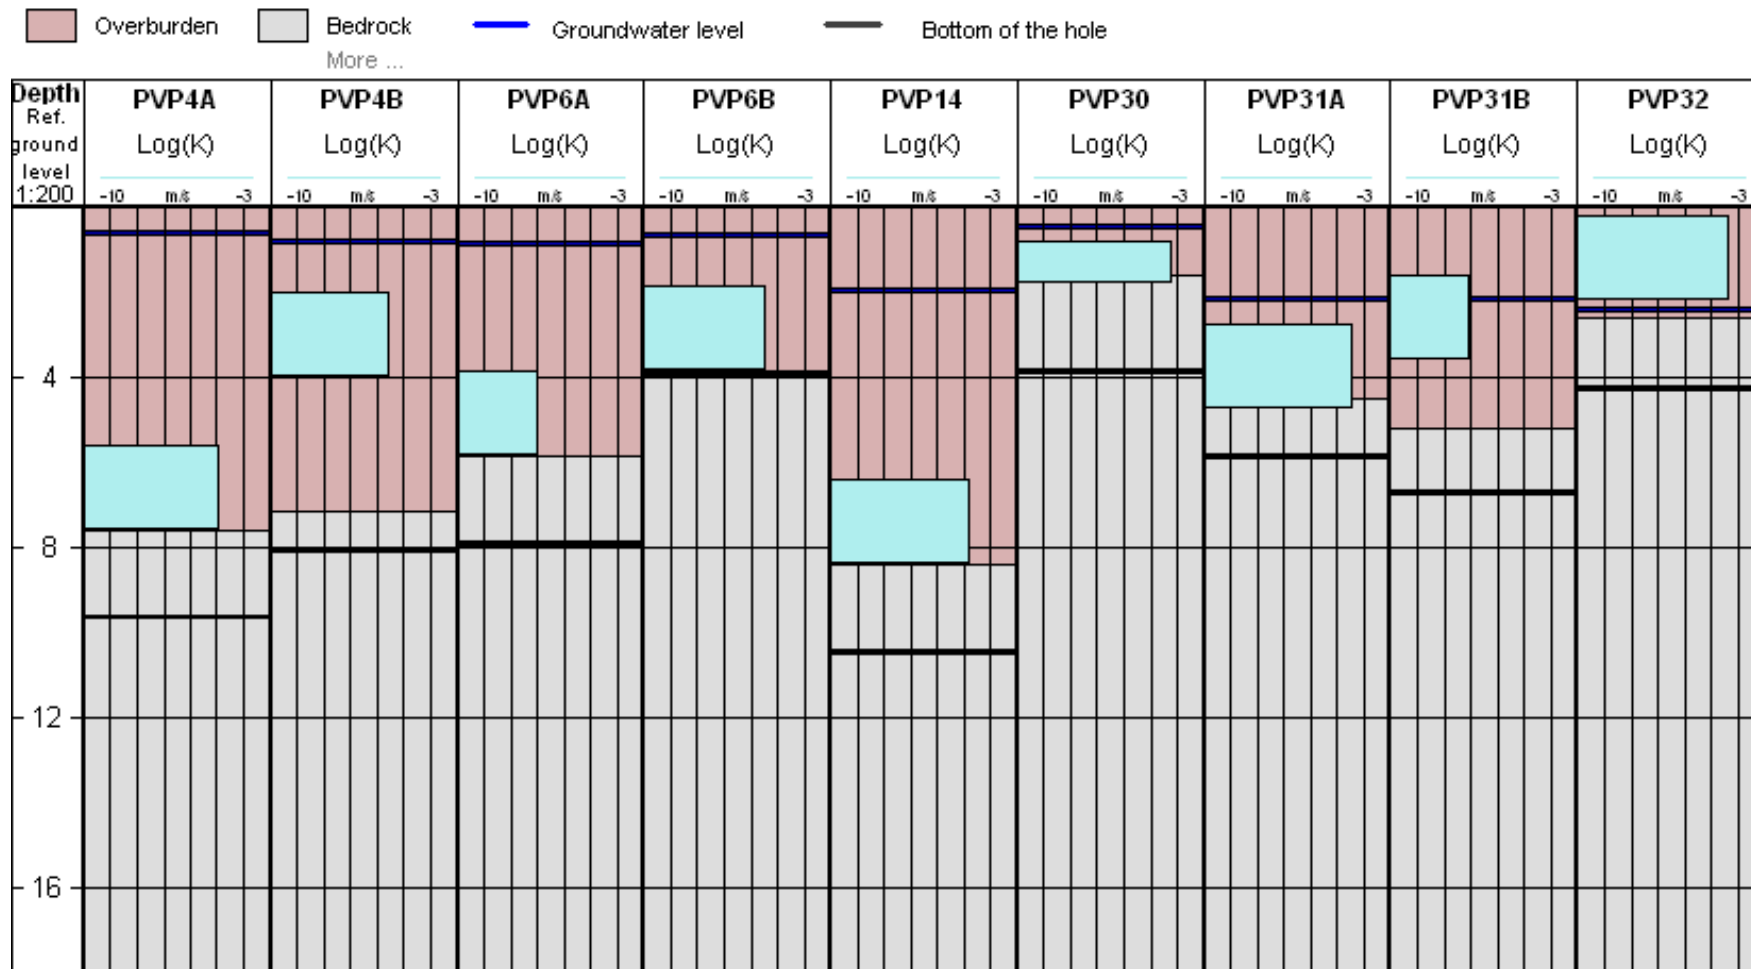 Overburden Bedrock Groundwater level Bottom of the hole
More ...
Depth PVP4A PVP4B PVP6A PVP6B PVP14 PVP30 PVP31A PVP31B PVP32
Ref.
ground Log(K) Log(K) Log(K) Log(K) Log(K) Log(K) Log(K) Log(K) Log(K)
level
1:200 -10 m/s -3 -10 m/s -3 -10 m/s -3 -10 m/s -3 -10 m/s -3 -10 m/s -3 -10 m/s -3 -10 m/s -3 -10 m/s -3
4
8
12
16